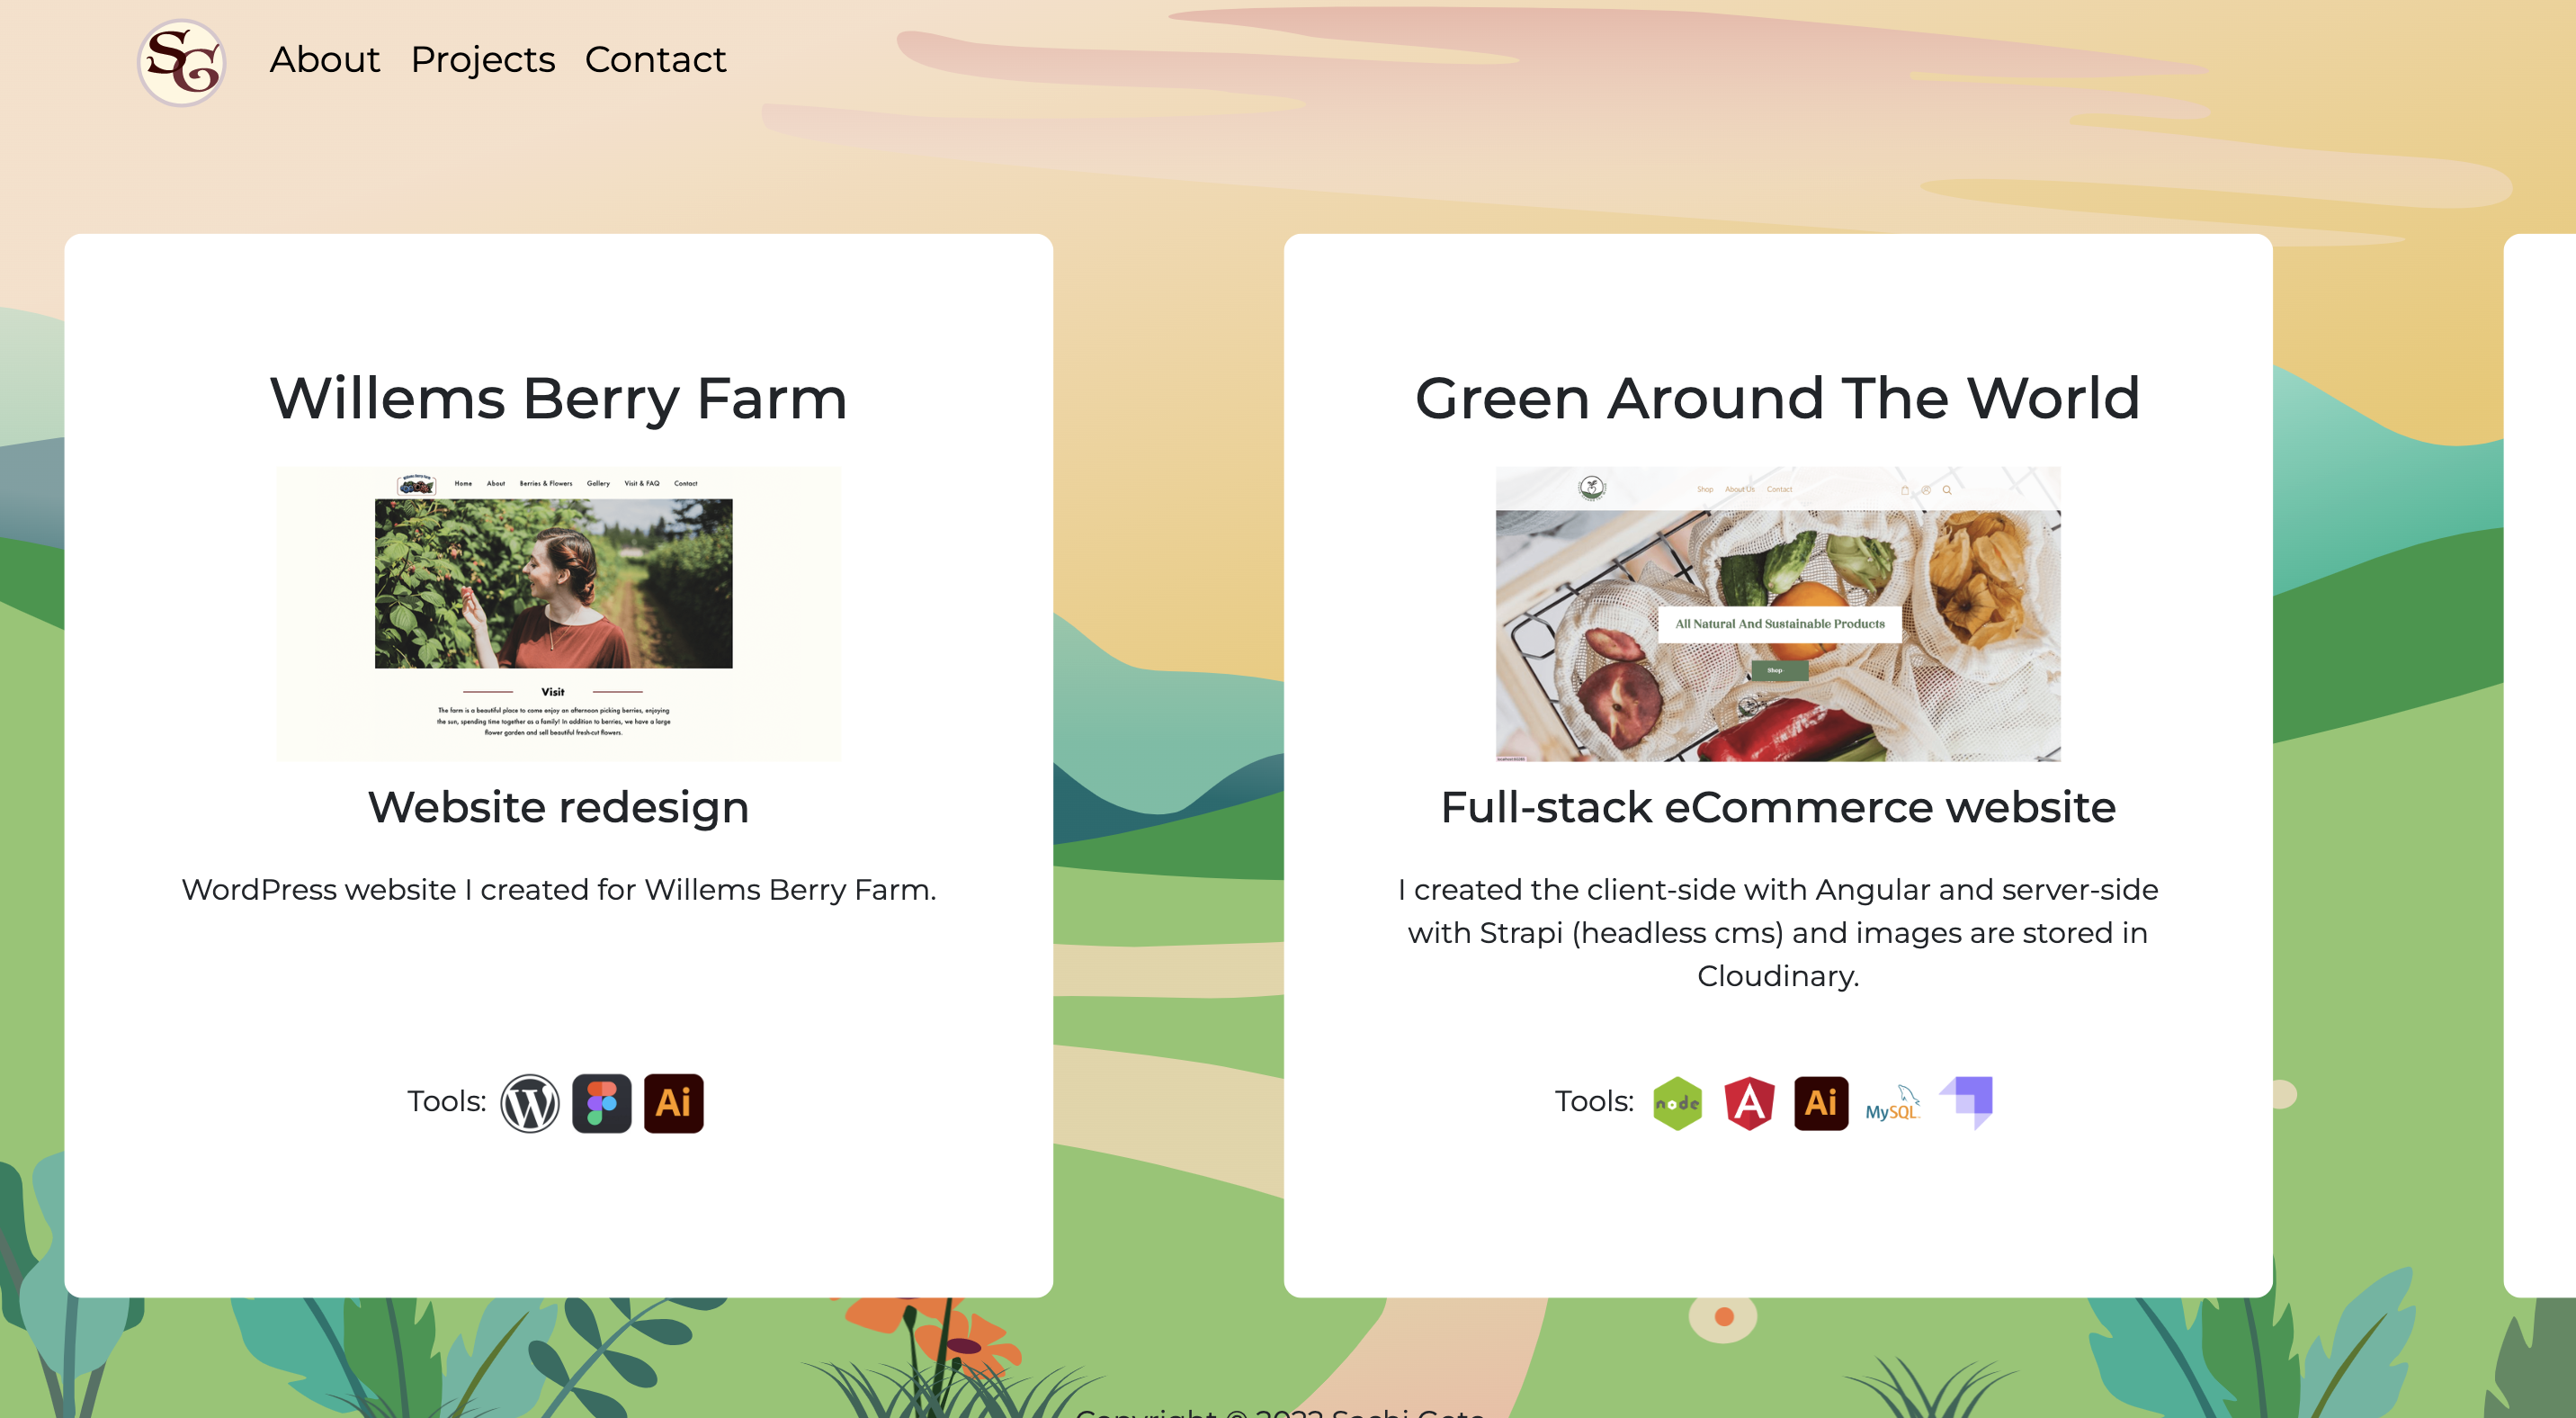 SG
About Projects Contact
Willems Berry Farm
Home About Berries & Flowers Gallery Visit & FAQ Contact
Visit
The farm is a beautiful place to come enjoy an afternoon picking berries, enjoying
the sun, spending time together as a family! In addition to berries, we have a large
flower garden and sell beautiful fresh-cut flowers.
Website redesign
WordPress website I created for Willems Berry Farm.
Tools: Ai
Green Around The World
Shop About Us Contact
All Natural And Sustainable Products
Shop
Full-stack eCommerce website
I created the client-side with Angular and server-side
with Strapi (headless cms) and images are stored in
Cloudinary.
Tools: node Ai MySQL
Copyright © 2022 Sachi Goto